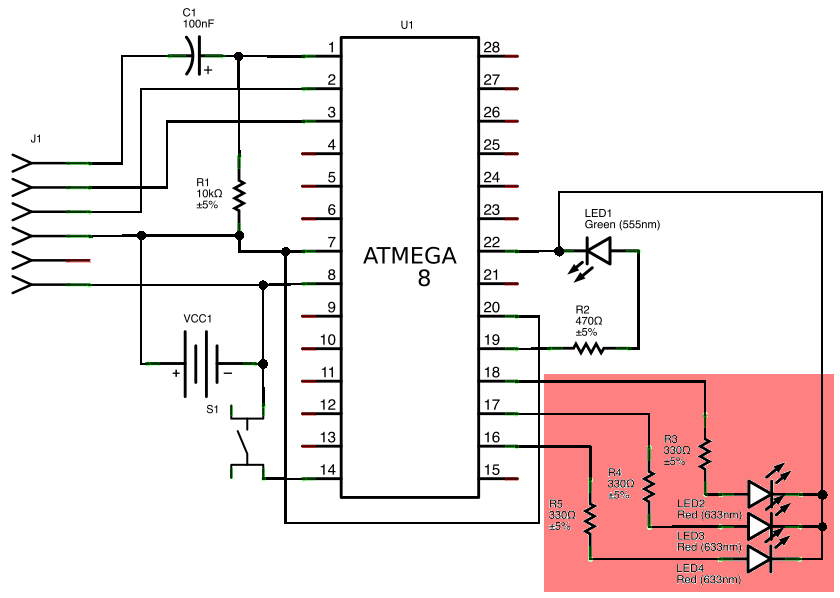 C1
100nF
U1
J1
R1
10kΩ
±5%
VCC1
+
+
−
S1
1
2
3
4
5
6
7
8
9
10
11
12
13
14
ATMEGA
8
28
27
26
25
24
23
22
21
20
19
18
17
16
15
LED1
Green (555nm)
R2
470Ω
±5%
R3
330Ω
±5%
R4
330Ω
±5%
R5
330Ω
±5%
LED2
Red (633nm)
LED3
Red (633nm)
LED4
Red (633nm)